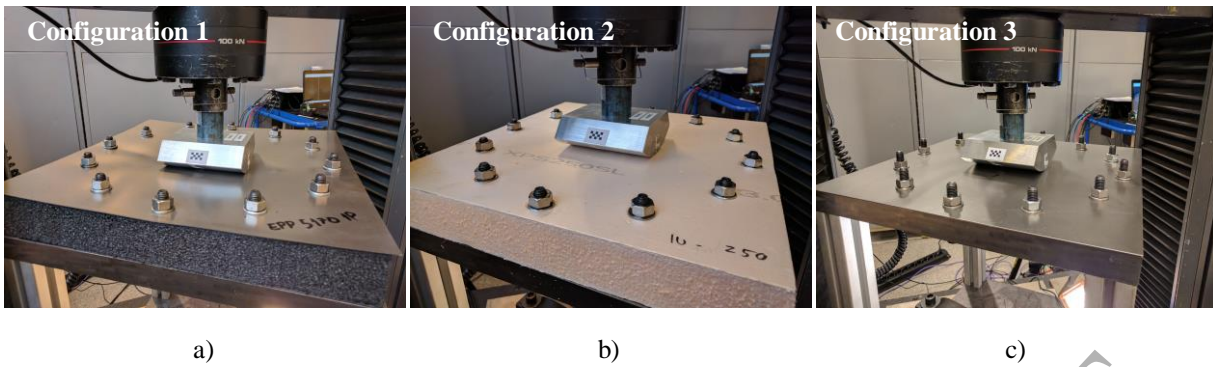 Configuration 1
100 kN
EPP 5170 IP
a)
Configuration 2
10 - 250
b)
Configuration 3
100 kN
c)